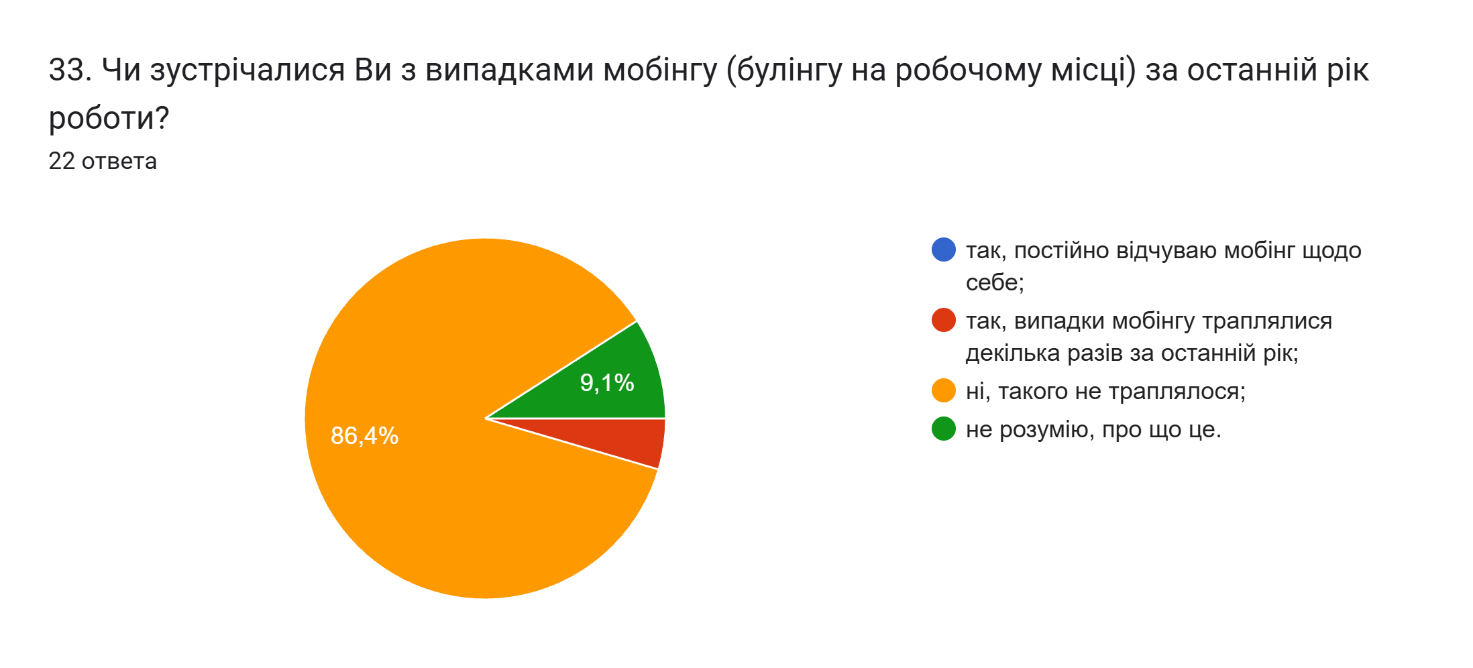 33. Чи зустрічалися Ви з випадками мобінгу (булінгу на робочому місці) за останній рік
роботи?
22 ответа
так, постійно відчуваю мобінг щодо
себе;
так, випадки мобінгу траплялися
декілька разів за останній рік;
ні, такого не траплялося;
не розумію, про що це.
9,1%
86,4%